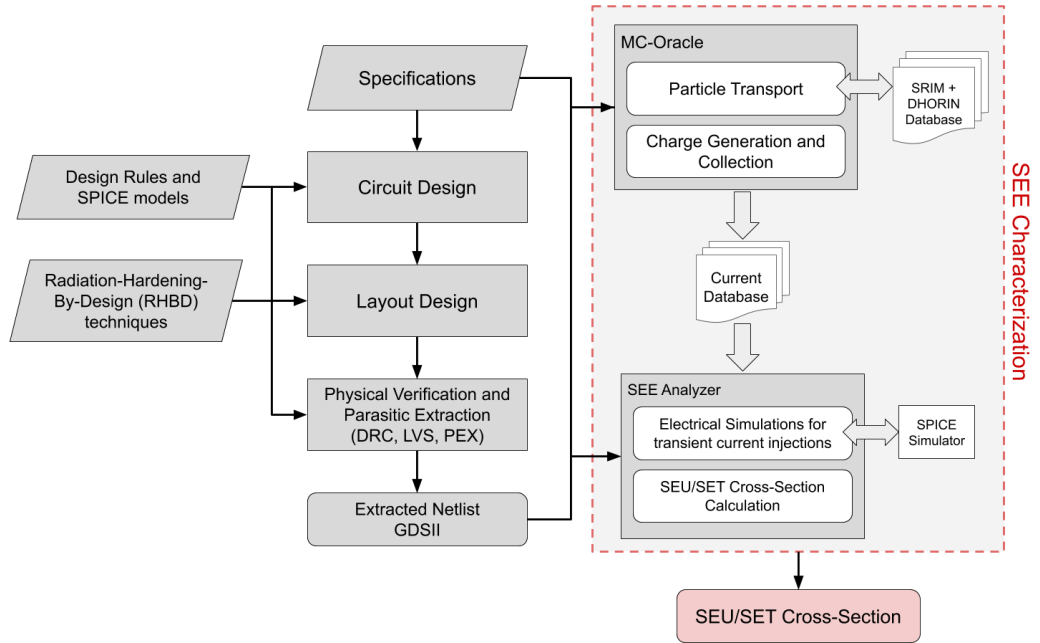 Specifications
Circuit Design
Layout Design
Physical Verification and
Parasitic Extraction
(DRC, LVS, PEX)
Extracted Netlist
GDSII
Design Rules and
SPICE models
Radiation-Hardening-
By-Design (RHBD)
techniques
MC-Oracle
Particle Transport
Charge Generation and
Collection
SRIM +
DHORIN
Database
Current
Database
SEE Analyzer
Electrical Simulations for
transient current injections
SEU/SET Cross-Section
Calculation
SPICE
Simulator
SEE Characterization
SEU/SET Cross-Section